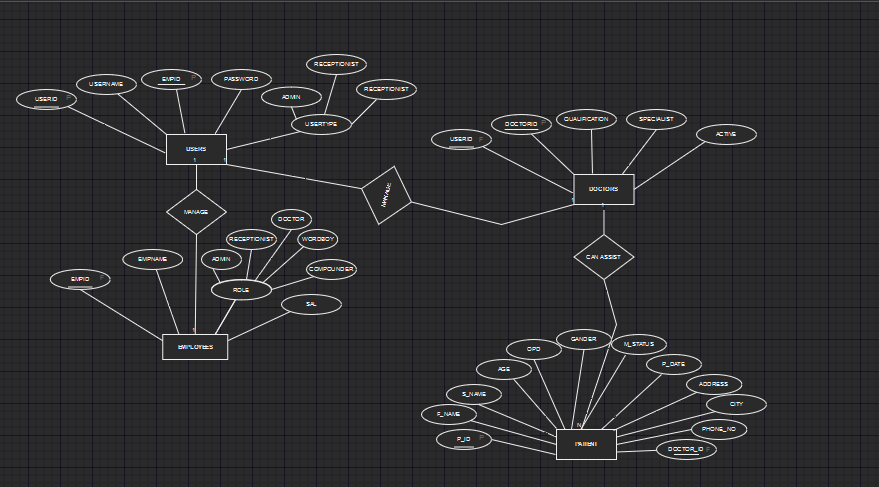 RECEPTIONIST
USERNAME
EMPID
PASSWORD
RECEPTIONIST
USERID
ADMIN
USERTYPE
USERS
1
1
DOCTORID
QUALIFICATION
SPECIALIST
ACTIVE
USERID
DOCTORS
1
1
MANAGE
MANAGE
DOCTOR
RECEPTIONIST
WORDBOY
EMPNAME
ADMIN
COMPOUNDER
EMPID
ROLE
SAL
1
EMPLOYEES
CAN ASSIST
GANDER
M_STATUS
OPD
P_DATE
AGE
ADDRESS
S_NAME
CITY
F_NAME
PHONE_NO
N
P_ID
PATIENT
DOCTOR_ID